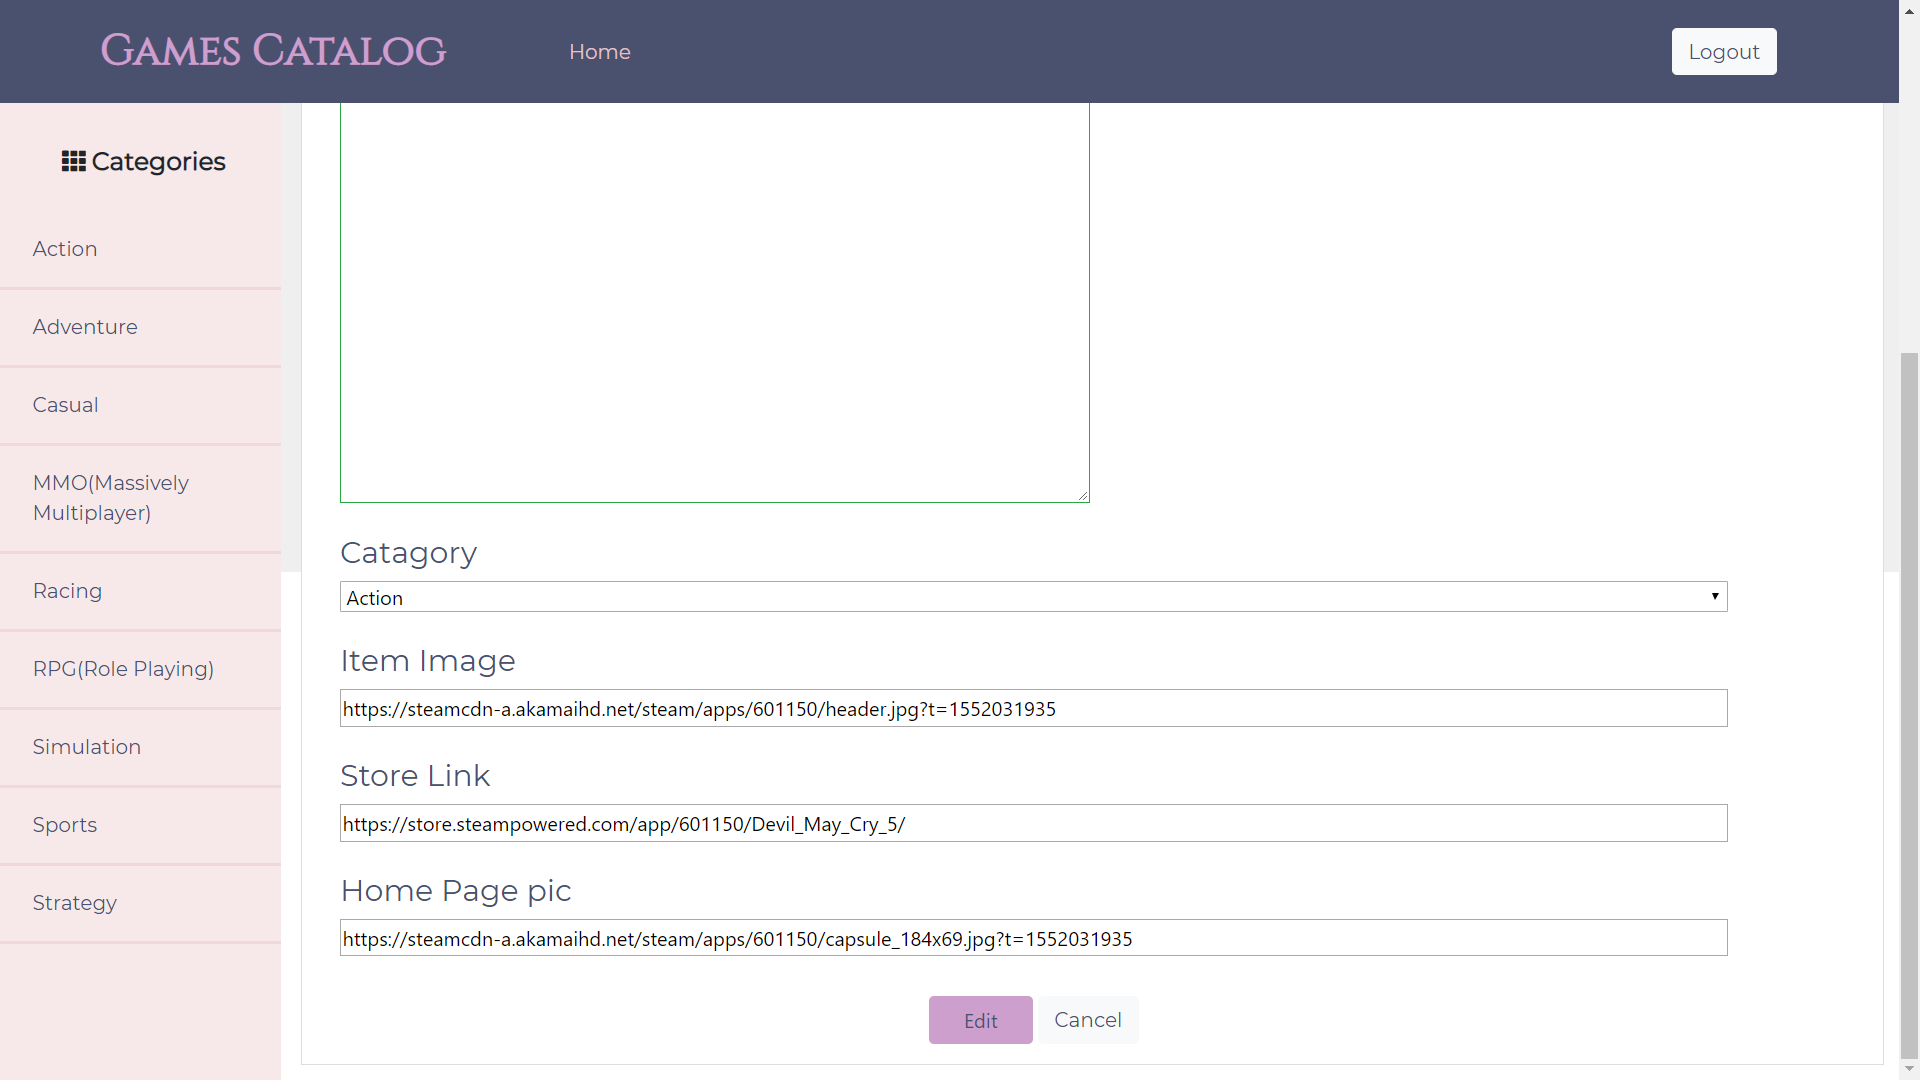 GAMES CATALOG
Home
Logout
Categories
Action
Adventure
Casual
MMO(Massively
Multiplayer)
Racing
RPG(Role Playing)
Simulation
Sports
Strategy
Catagory
Action
Item Image
https://steamcdn-a.akamaihd.net/steam/apps/601150/header.jpg?t=1552031935
Store Link
https://store.steampowered.com/app/601150/Devil_May_Cry_5/
Home Page pic
https://steamcdn-a.akamaihd.net/steam/apps/601150/capsule_184x69.jpg?t=1552031935
Edit
Cancel